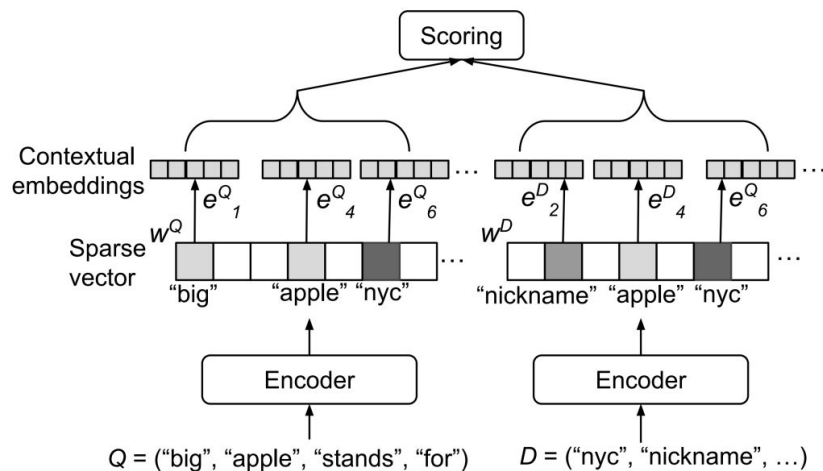 Scoring
Contextual embeddings
e^Q_1 e^Q_4 e^Q_6 … e^D_2 e^D_4 e^Q_6 …
w^Q w^D
Sparse vector … …
“big” “apple” “nyc” “nickname” “apple” “nyc”
Encoder Encoder
Q = (“big”, “apple”, “stands”, “for”) D = (“nyc”, “nickname”, …)